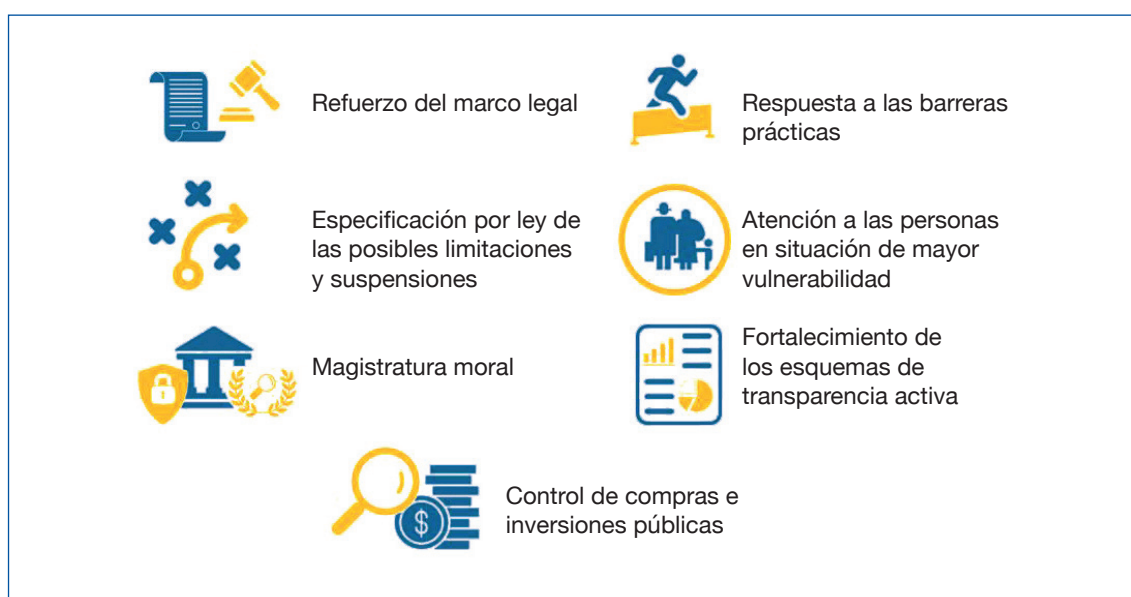 Refuerzo del marco legal
Respuesta a las barreras
prácticas
Especificación por ley de
las posibles limitaciones
y suspensiones
Atención a las personas
en situación de mayor
vulnerabilidad
Magistratura moral
Fortalecimiento de
los esquemas de
transparencia activa
$
Control de compras e
inversiones públicas